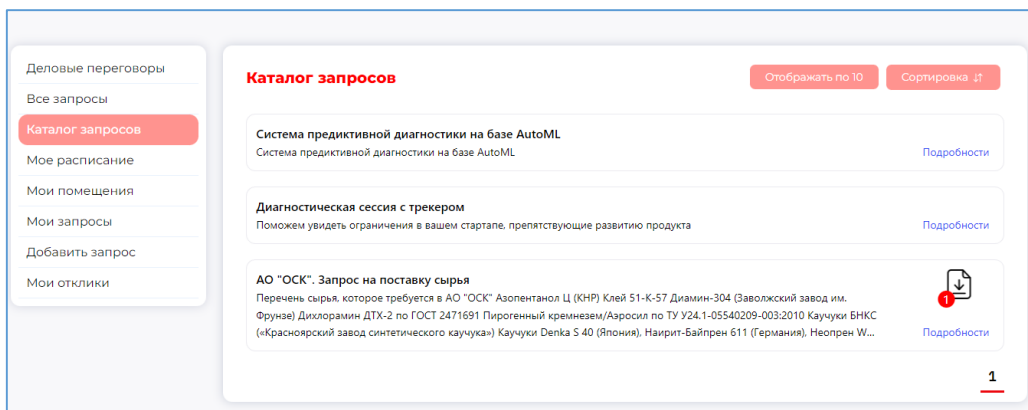 Деловые переговоры
Все запросы
Каталог запросов
Мое расписание
Мои помещения
Мои запросы
Добавить запрос
Мои отклики
Каталог запросов
Отображать по 10
Сортировка ↓↑
Система предиктивной диагностики на базе AutoML
Система предиктивной диагностики на базе AutoML
Подробности
Диагностическая сессия с трекером
Поможем увидеть ограничения в вашем стартапе, препятствующие развитию продукта
Подробности
АО "ОСК". Запрос на поставку сырья
Перечень сырья, которое требуется в АО "ОСК" Азопентанол Ц (КНР) Клей 51-К-57 Диамин-304 (Заволжский завод им.
Фрунзе) Дихлорамин ДТХ-2 по ГОСТ 2471691 Пирогенный кремнезем/Аэросил по ТУ У24.1-05540209-003:2010 Каучуки БНКС
(«Красноярский завод синтетического каучука») Каучуки Denka S 40 (Япония), Наирит-Байпрен 611 (Германия), Неопрен W...
1
Подробности
1